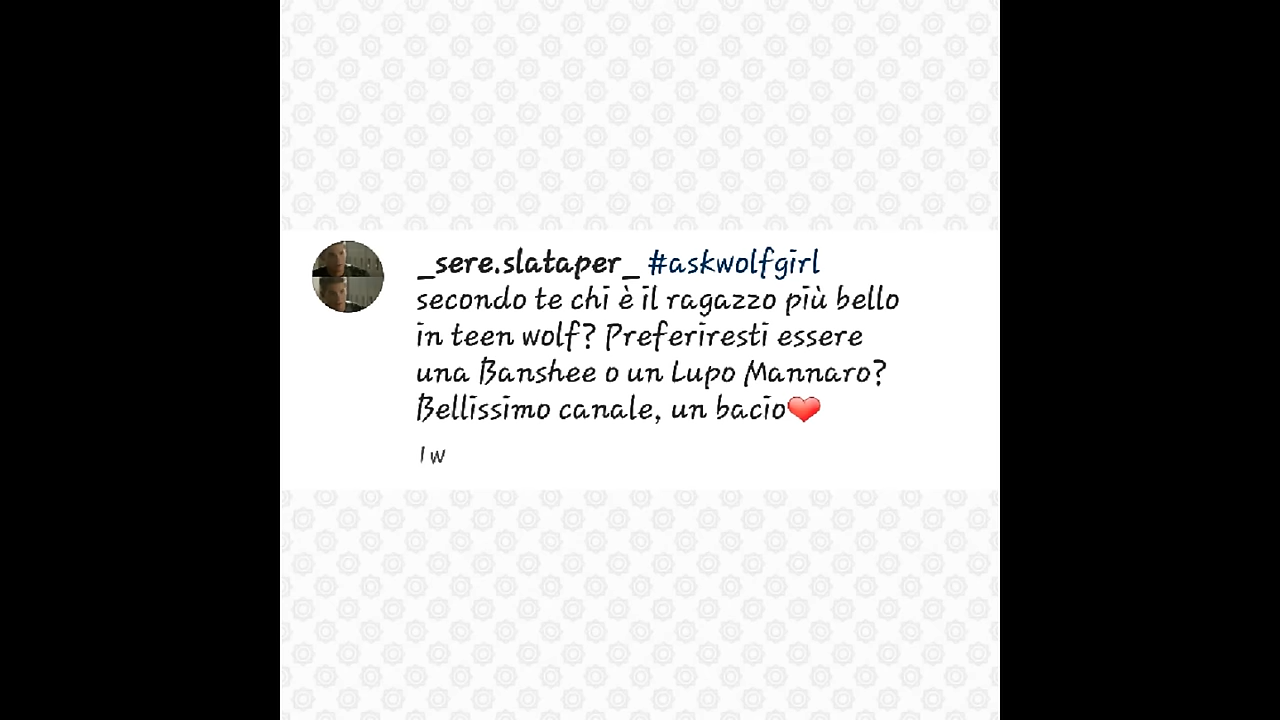 _sere.slataper_ #askwolfgirl
secondo te chi è il ragazzo più bello
in teen wolf? Preferiresti essere
una Banshee o un Lupo Mannaro?
Bellissimo canale, un bacio❤
1 w